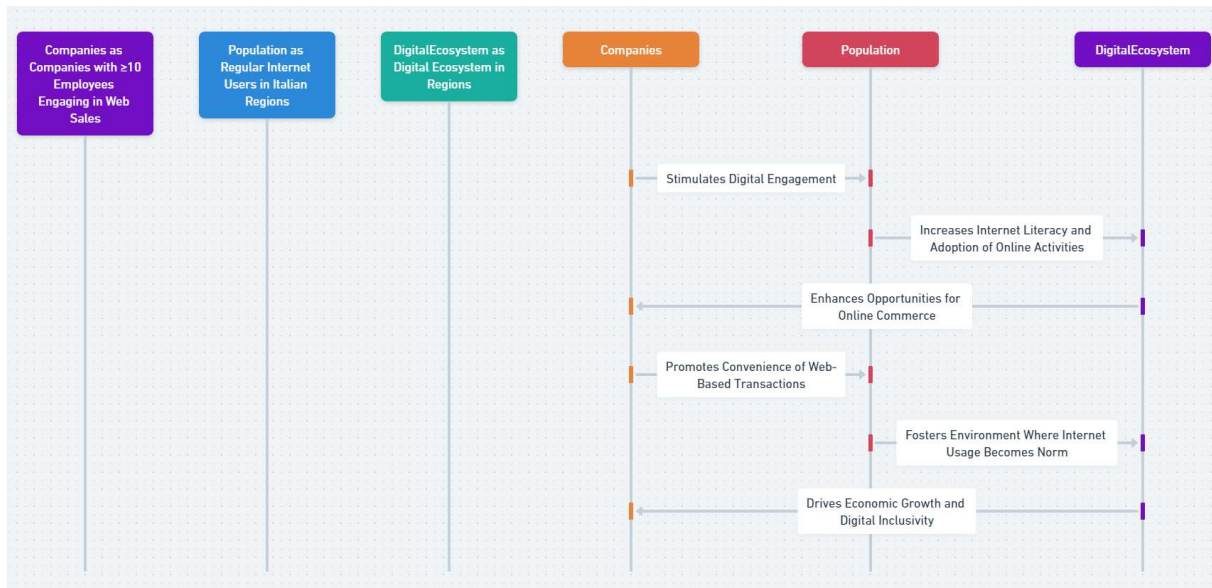 Companies as
Companies with ≥10
Employees
Engaging in Web
Sales
Population as
Regular Internet
Users in Italian
Regions
DigitalEcosystem as
Digital Ecosystem in
Regions
Companies
Population
DigitalEcosystem
Stimulates Digital Engagement
Increases Internet Literacy and
Adoption of Online Activities
Enhances Opportunities for
Online Commerce
Promotes Convenience of Web-
Based Transactions
Fosters Environment Where Internet
Usage Becomes Norm
Drives Economic Growth and
Digital Inclusivity